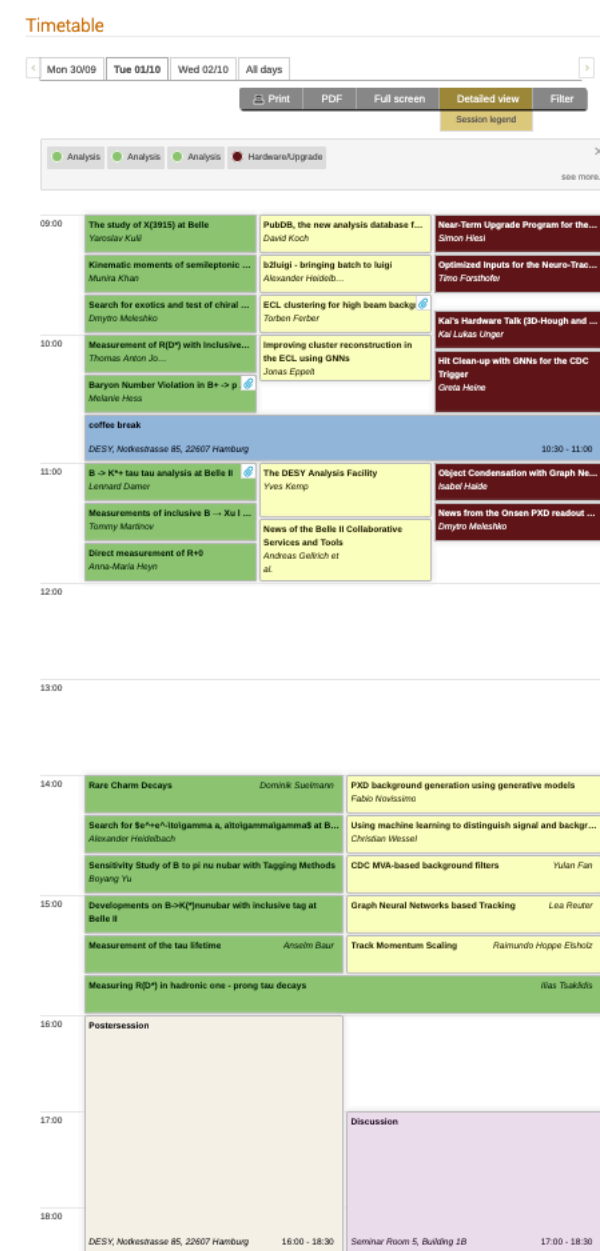 Timetable
Mon 30/09
Tue 01/10
Wed 02/10
All days
Print
PDF
Full screen
Detailed view
Filter
Session legend
Analysis
Analysis
Analysis
Hardware/Upgrade
see more.
09:00
The study of X(3915) at Belle
Yaroslav Kulii
PubDB, the new analysis database f...
David Koch
Near-Term Upgrade Program for the...
Simon Hiesl
Kinematic moments of semileptonic ...
Munira Khan
b2luigi - bringing batch to luigi
Alexander Heidelb...
Optimized Inputs for the Neuro-Trac...
Timo Forsthofer
Search for exotics and test of chiral ...
Dmytro Meleshko
ECL clustering for high beam backgr
Torben Ferber
Kai's Hardware Talk (3D-Hough and ...
Kai Lukas Unger
10:00
Measurement of R(D*) with Inclusive...
Thomas Anton Jo...
Improving cluster reconstruction in
the ECL using GNNs
Jonas Eppelt
Hit Clean-up with GNNs for the CDC
Trigger
Greta Heine
Baryon Number Violation in B+ -> p
Melanie Hess
coffee break
DESY, Notkestrasse 85, 22607 Hamburg
10:30 - 11:00
11:00
B -> K*+ tau tau analysis at Belle II
Lennard Damer
The DESY Analysis Facility
Yves Kemp
Object Condensation with Graph Ne...
Isabel Haide
Measurements of inclusive B → Xu l ...
Tommy Martinov
News of the Belle II Collaborative
Services and Tools
Andreas Gellrich et
al.
News from the Onsen PXD readout ...
Dmytro Meleshko
Direct measurement of R+0
Anna-Maria Heyn
12:00
13:00
14:00
Rare Charm Decays
Dominik Suelmann
PXD background generation using generative models
Fabio Novissimo
Search for $e^+e^-\to\gamma a, a\to\gamma\gamma$ at B...
Alexander Heidelbach
Using machine learning to distinguish signal and backgr...
Christian Wessel
Sensitivity Study of B to pi nu nubar with Tagging Methods
Boyang Yu
CDC MVA-based background filters
Yulan Fan
15:00
Developments on B->K(*)nunubar with inclusive tag at
Belle II
Graph Neural Networks based Tracking
Lea Reuter
Measurement of the tau lifetime
Anselm Baur
Track Momentum Scaling
Raimundo Hoppe Elsholz
Measuring R(D*) in hadronic one - prong tau decays
Ilias Tsaklidis
16:00
Postersession
17:00
Discussion
18:00
DESY, Notkestrasse 85, 22607 Hamburg
16:00 - 18:30
Seminar Room 5, Building 1B
17:00 - 18:30